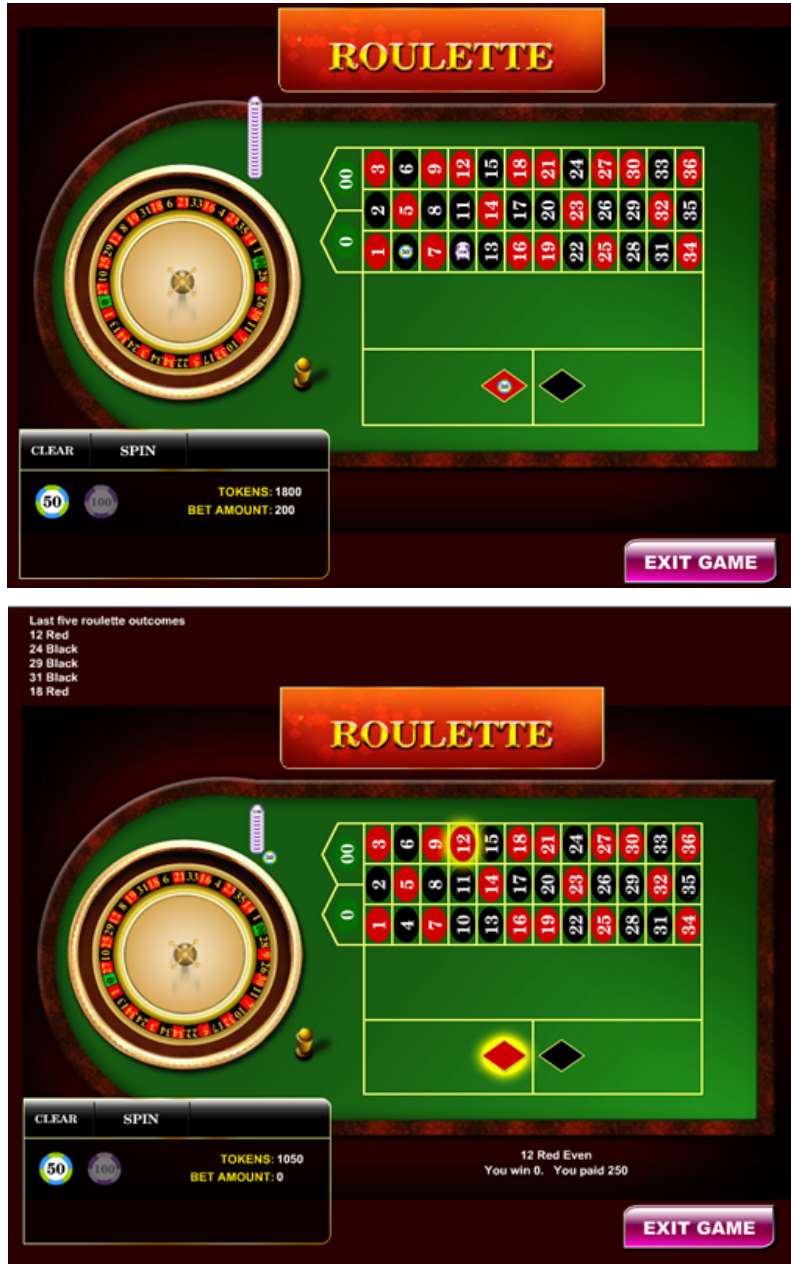 ROULETTE
00 3 6 9 12 15 18 21 24 27 30 33 36
2 5 8 11 14 17 20 23 26 29 32 35
0 1 7 13 16 19 22 25 28 31 34
50
CLEAR SPIN
50 100
TOKENS: 1800
BET AMOUNT: 200
EXIT GAME
Last five roulette outcomes
12 Red
24 Black
29 Black
31 Black
18 Red
ROULETTE
00 3 6 9 12 15 18 21 24 27 30 33 36
2 5 8 11 14 17 20 23 26 29 32 35
0 1 4 7 10 13 16 19 22 25 28 31 34
CLEAR SPIN
50 100
TOKENS: 1050
BET AMOUNT: 0
12 Red Even
You win 0. You paid 250
EXIT GAME